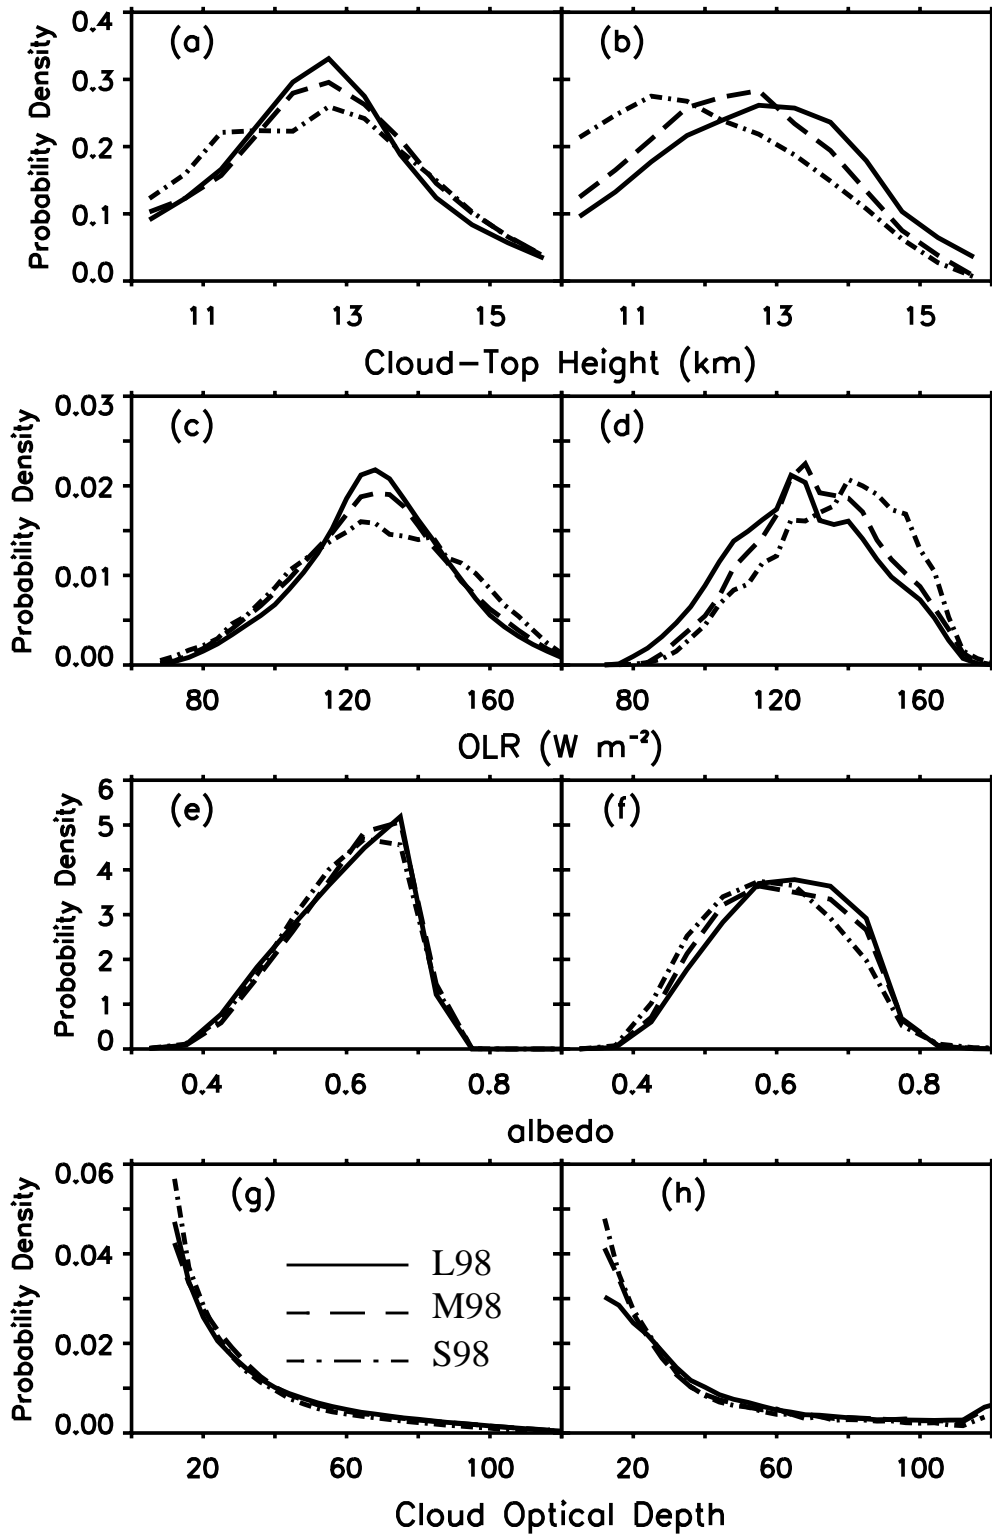 0.4
0.3
0.2
0.1
0.0
Probability Density
(a)
(b)
11 13 15 11 13 15
Cloud-Top Height (km)
0.03
0.02
0.01
0.00
Probability Density
(c)
(d)
80 120 160 80 120 160
OLR (W m⁻²)
6
5
4
3
2
1
0
Probability Density
(e)
(f)
0.4 0.6 0.8 0.4 0.6 0.8
albedo
0.06
0.04
0.02
0.00
Probability Density
(g)
(h)
L98
M98
S98
20 60 100 20 60 100
Cloud Optical Depth